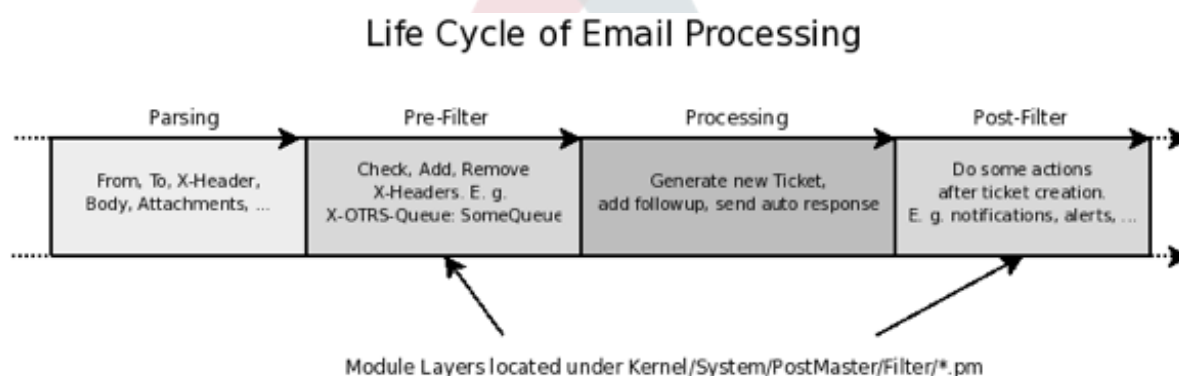 Life Cycle of Email Processing
Parsing
Pre-Filter
Processing
Post-Filter
From, To, X-Header,
Body, Attachments, ...
Check, Add, Remove
X-Headers. E. g.
X-OTRS-Queue: SomeQueue
Generate new Ticket,
add followup, send auto response
Do some actions
after ticket creation.
E. g. notifications, alerts, ...
Module Layers located under Kernel/System/PostMaster/Filter/*.pm